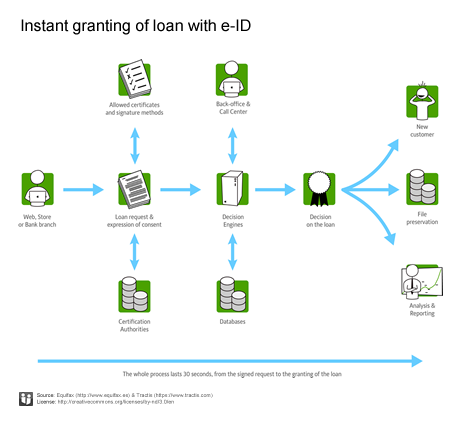 Instant granting of loan with e-ID
Allowed certificates
and signature methods
Back-office &
Call Center
New
customer
Web, Store
or Bank branch
Loan request &
expression of consent
Decision
Engines
Decision
on the loan
File
preservation
Certification
Authorities
Databases
Analysis &
Reporting
The whole process lasts 30 seconds, from the signed request to the granting of the loan
Source: Equifax (http://www.equifax.es) & Tractis (https://www.tractis.com)
License: http://creativecommons.org/licenses/by-nd/3.0/en